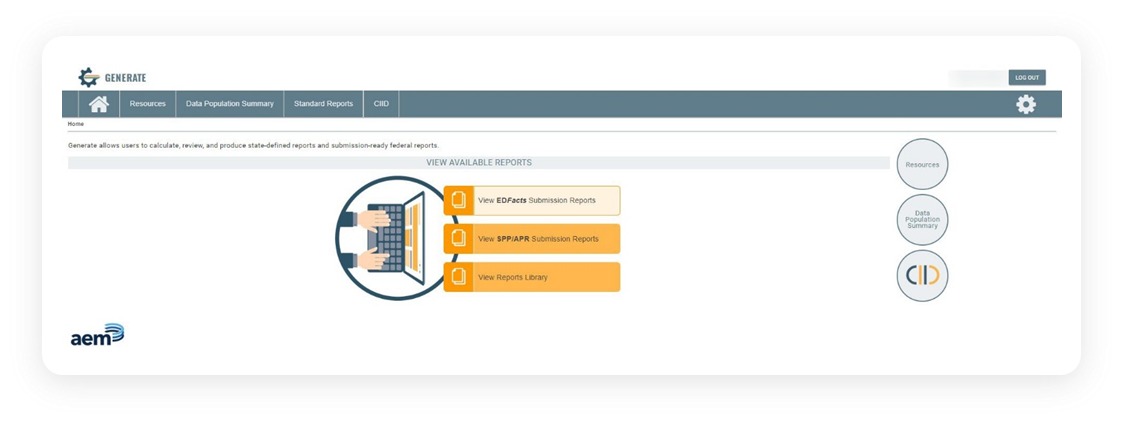 GENERATE
LOG OUT
Resources
Data Population Summary
Standard Reports
CIID
Home
Generate allows users to calculate, review, and produce state-defined reports and submission-ready federal reports.
VIEW AVAILABLE REPORTS
View EDFacts Submission Reports
View SPP/APR Submission Reports
View Reports Library
Resources
Data
Population
Summary
CIID
aem